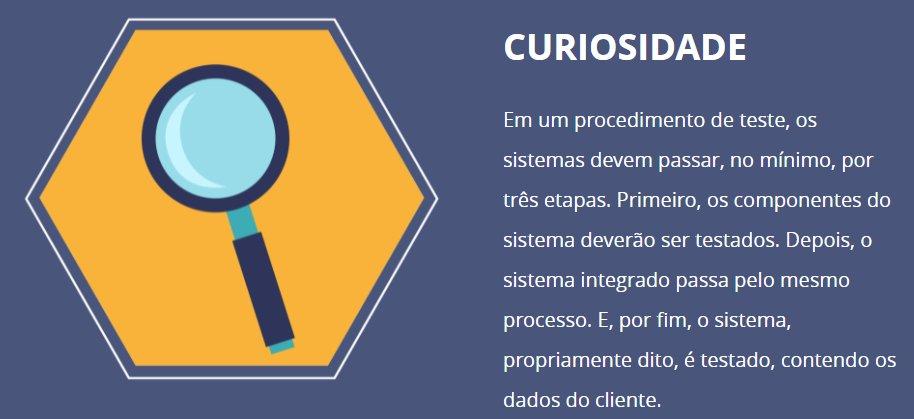 CURIOSIDADE
Em um procedimento de teste, os
sistemas devem passar, no mínimo, por
três etapas. Primeiro, os componentes do
sistema deverão ser testados. Depois, o
sistema integrado passa pelo mesmo
processo. E, por fim, o sistema,
propriamente dito, é testado, contendo os
dados do cliente.